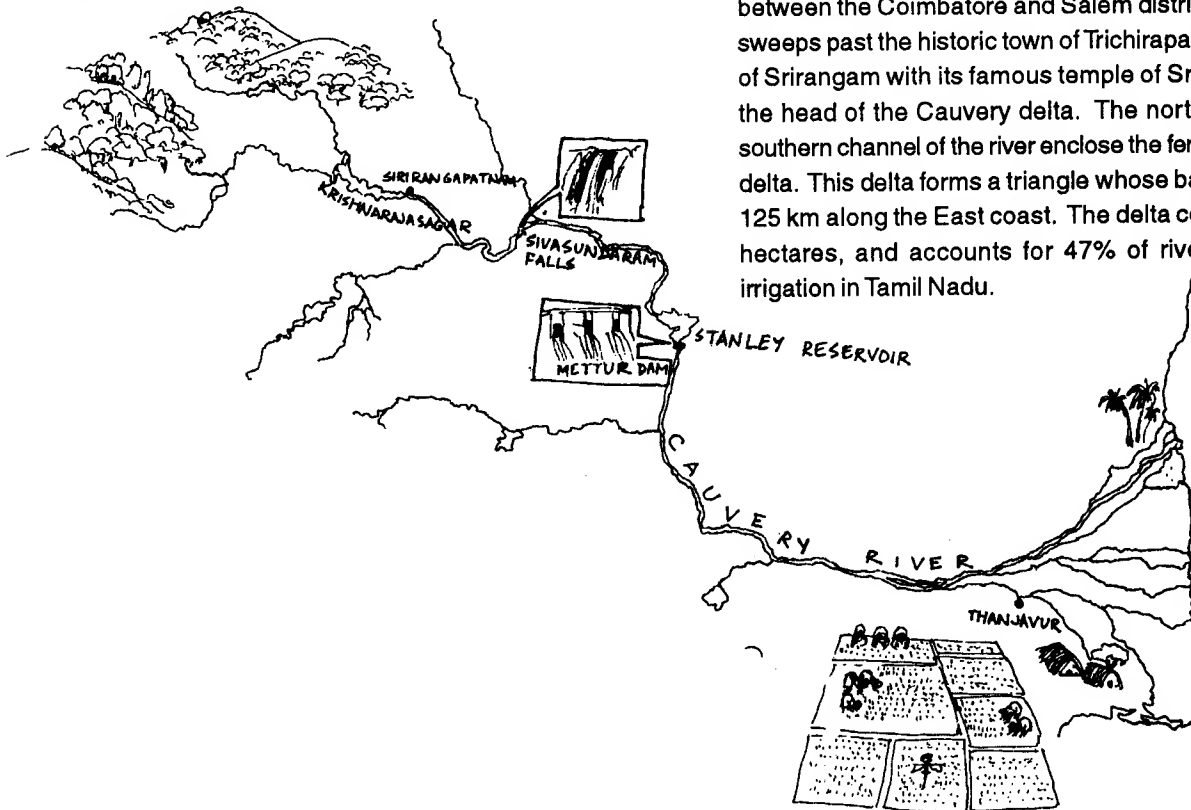 between the Coimbatore and Salem distri
sweeps past the historic town of Trichirapa
of Srirangam with its famous temple of Sr
the head of the Cauvery delta. The nort
southern channel of the river enclose the fer
delta. This delta forms a triangle whose ba
125 km along the East coast. The delta co
hectares, and accounts for 47% of rive
irrigation in Tamil Nadu.
SIRIRANGAPATNAM
KRISHNARAJASAGAR
SIVASUNDARAM
FALLS
STANLEY RESERVOIR
METTUR DAM
CAUVERY RIVER
THANJAVUR